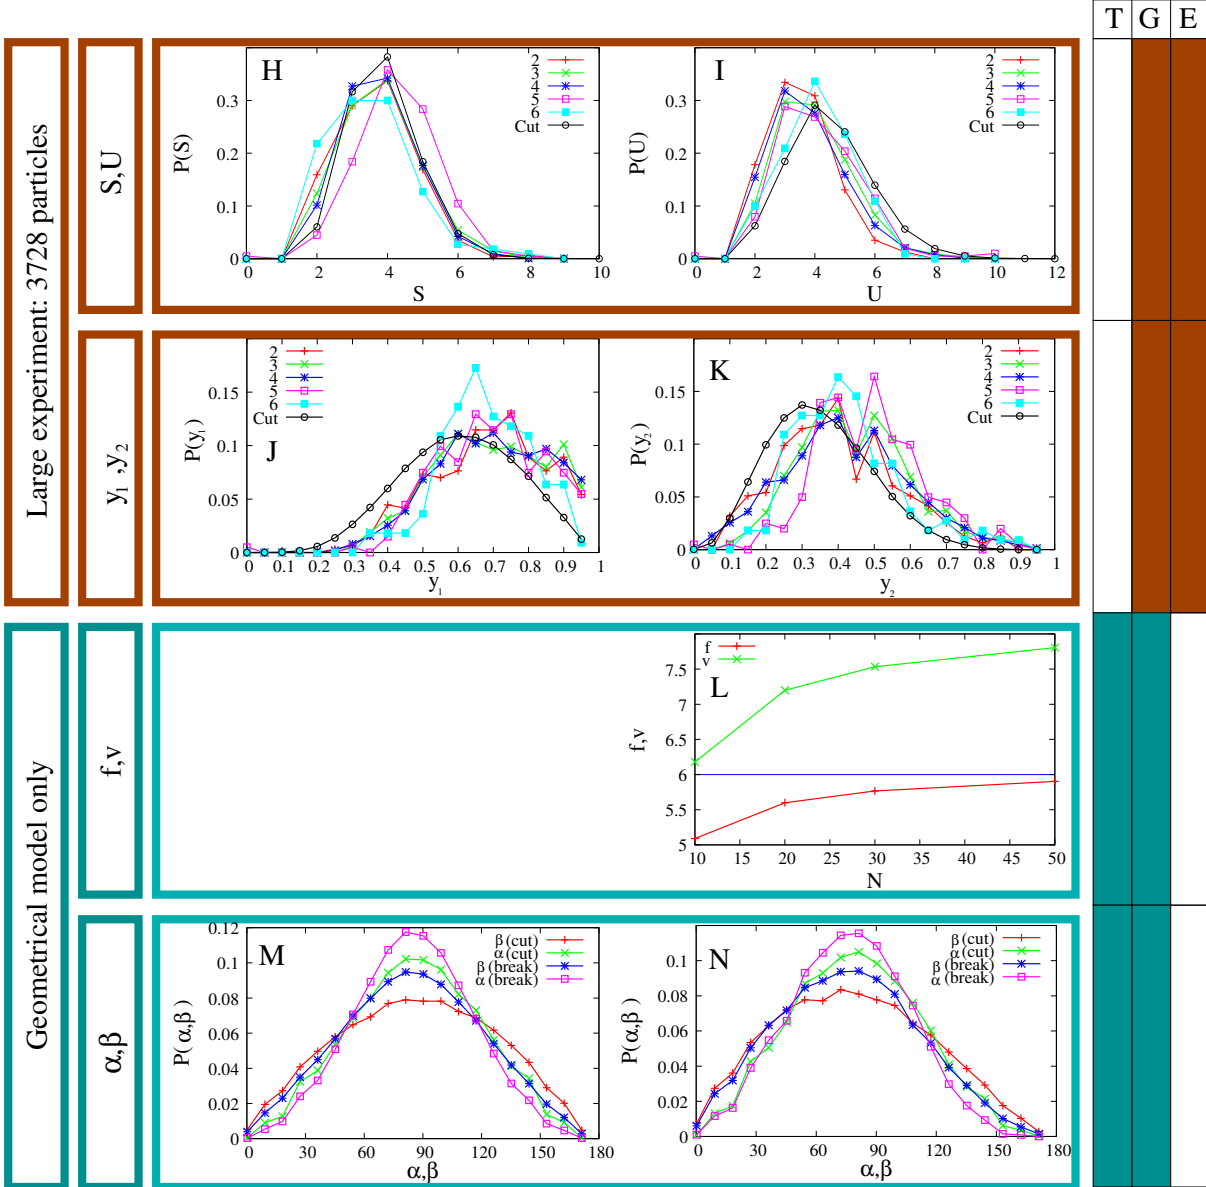 T G E
Large experiment: 3728 particles
S,U
H
P(S)
0.3
0.2
0.1
0
0 2 4 6 8 10
S
2
3
4
5
6
Cut
I
P(U)
0.3
0.2
0.1
0
0 2 4 6 8 10 12
U
2
3
4
5
6
Cut
y₁ ,y₂
J
P(y₁)
0.15
0.1
0.05
0
0 0.1 0.2 0.3 0.4 0.5 0.6 0.7 0.8 0.9 1
y₁
2
3
4
5
6
Cut
K
P(y₂)
0.15
0.1
0.05
0
0 0.1 0.2 0.3 0.4 0.5 0.6 0.7 0.8 0.9 1
y₂
2
3
4
5
6
Cut
Geometrical model only
f,v
L
f,v
f
v
7.5
7
6.5
6
5.5
5
10 15 20 25 30 35 40 45 50
N
α,β
M
P(α,β)
0.12
0.1
0.08
0.06
0.04
0.02
0
0 30 60 90 120 150 180
α,β
β (cut)
α (cut)
β (break)
α (break)
N
P(α,β)
0.1
0.08
0.06
0.04
0.02
0
0 30 60 90 120 150 180
α,β
β (cut)
α (cut)
β (break)
α (break)